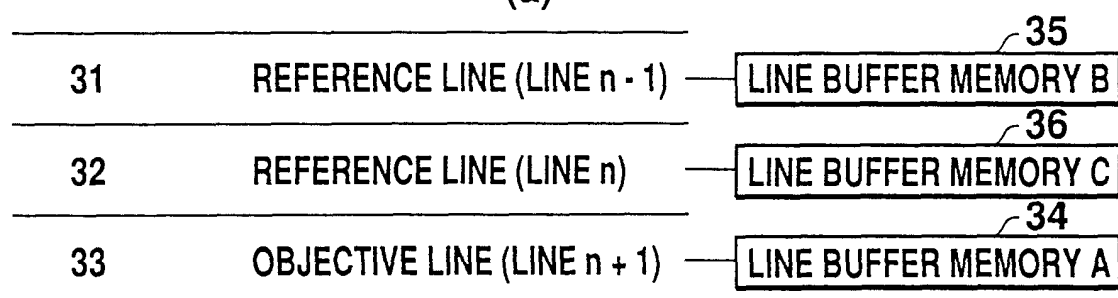 35
31 REFERENCE LINE (LINE n - 1) LINE BUFFER MEMORY B
36
32 REFERENCE LINE (LINE n) LINE BUFFER MEMORY C
34
33 OBJECTIVE LINE (LINE n + 1) LINE BUFFER MEMORY A